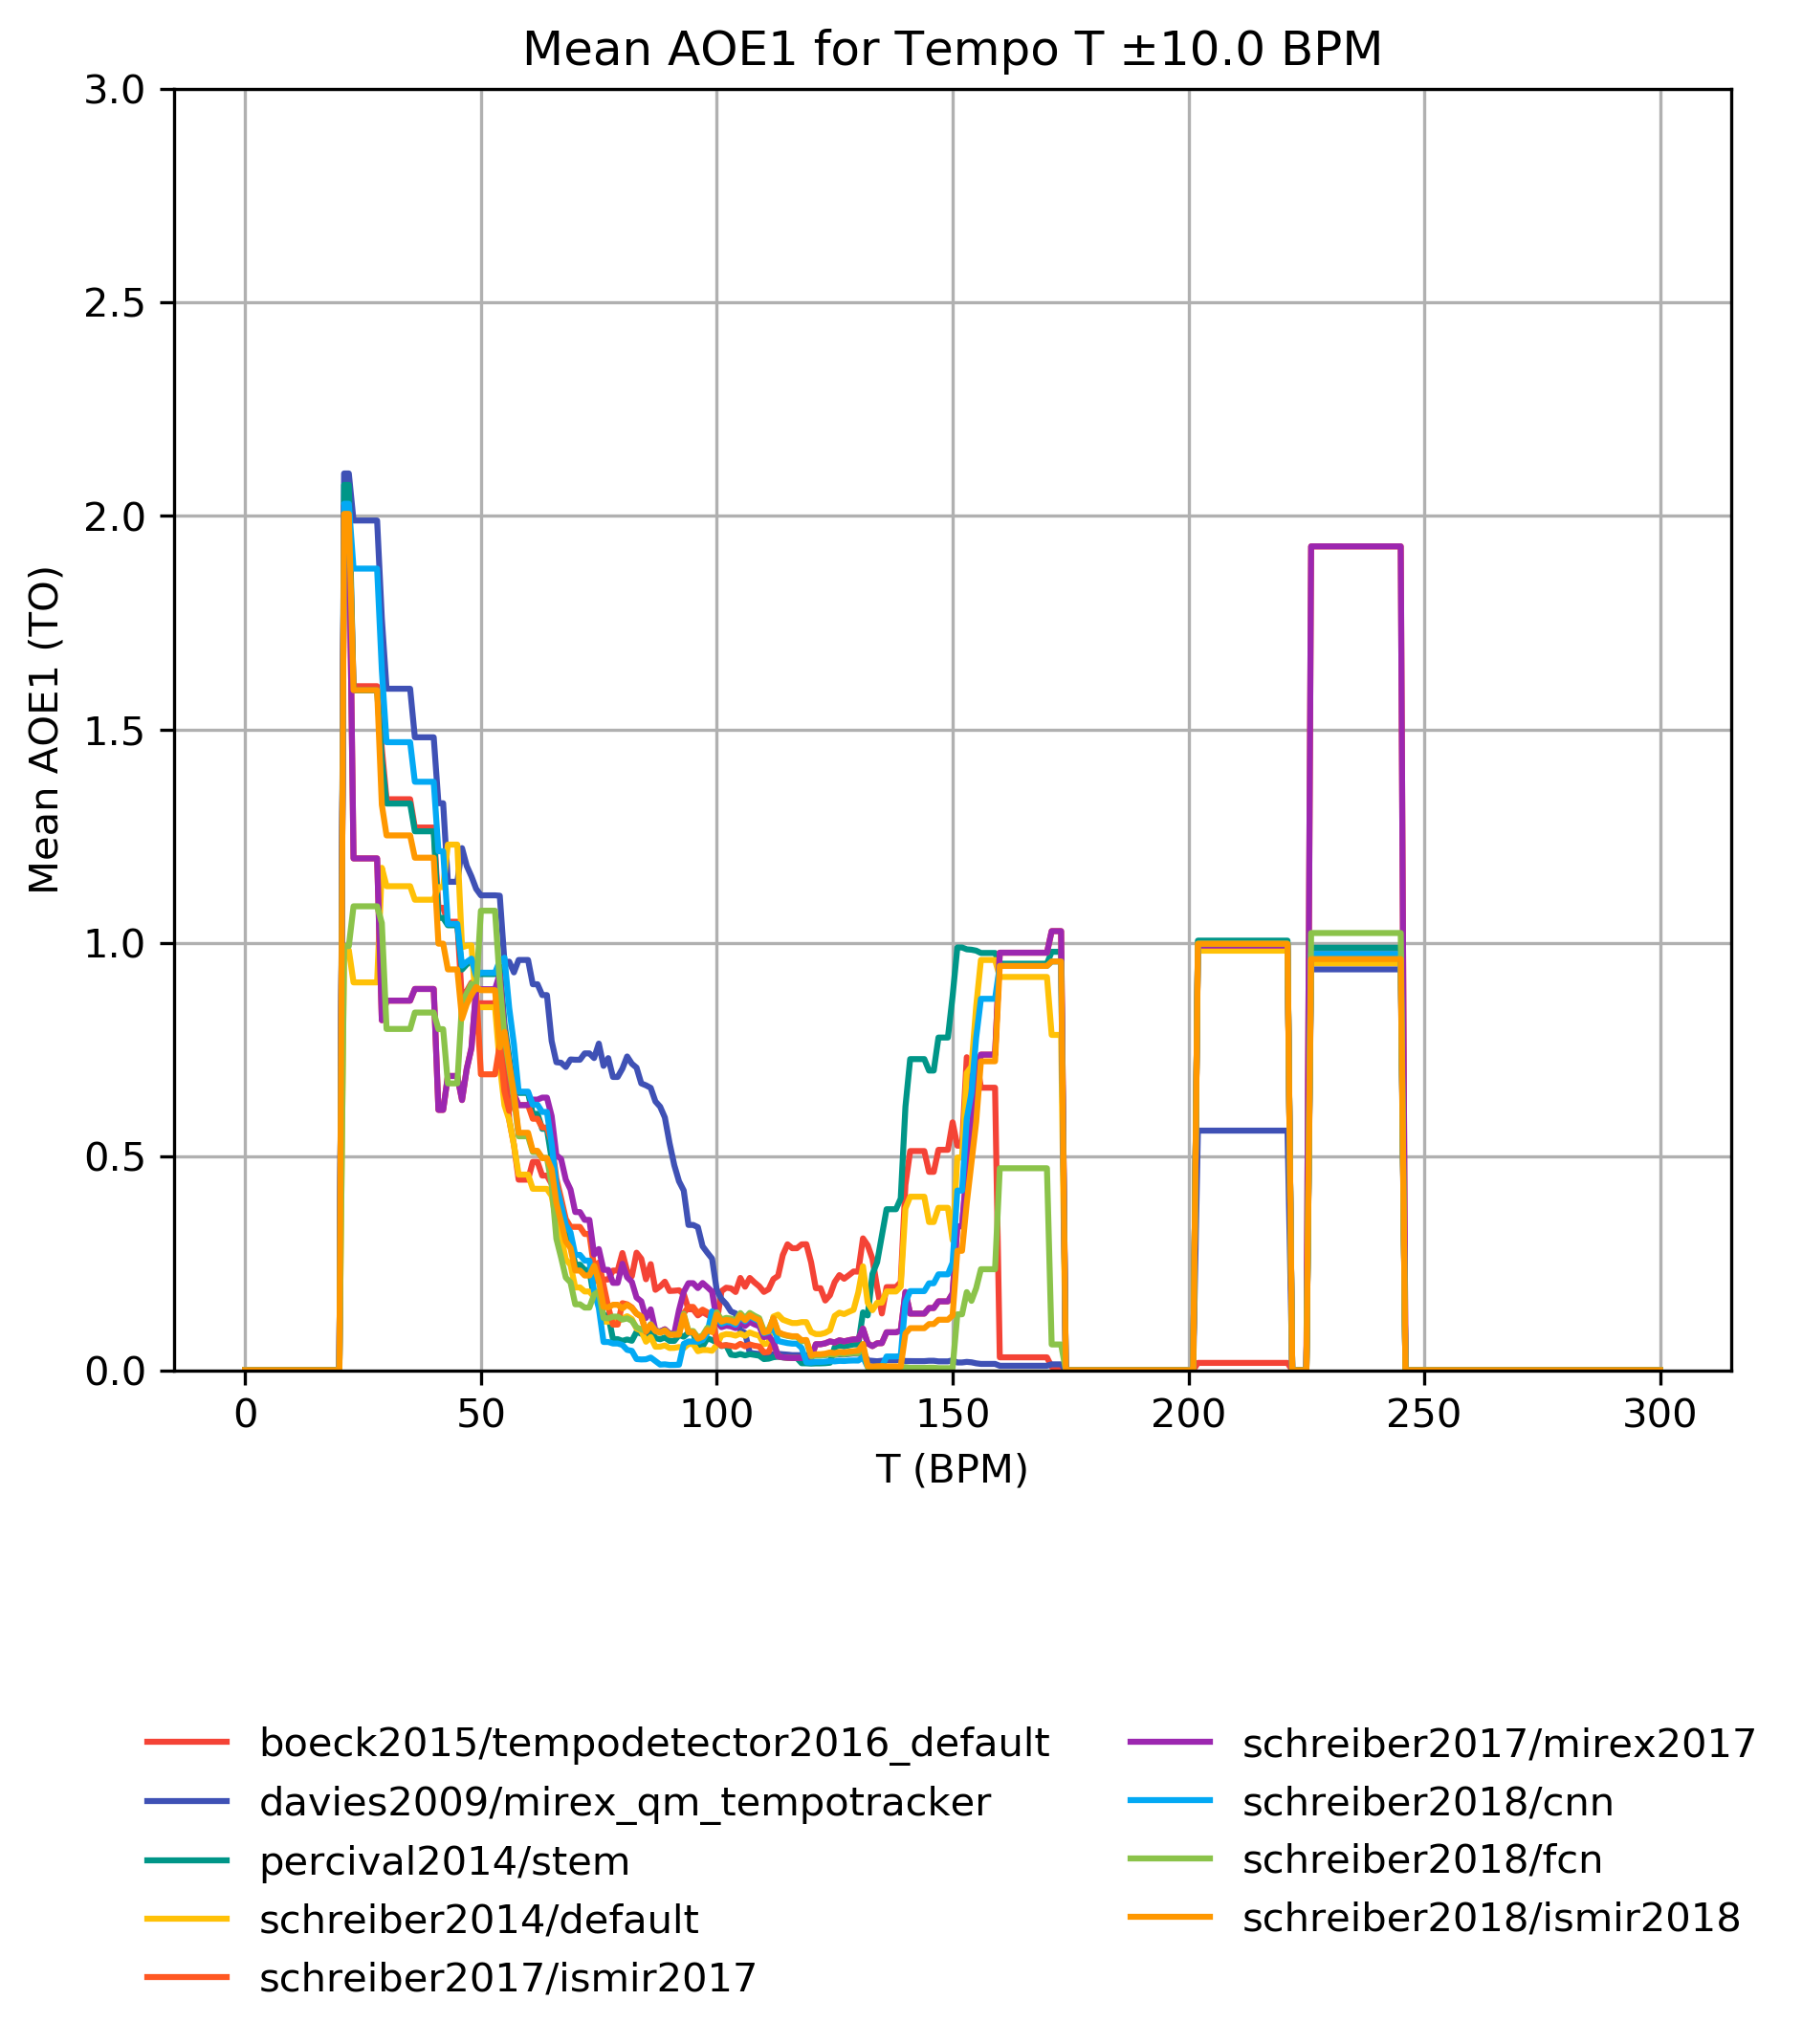 Mean AOE1 for Tempo T ±10.0 BPM
3.0
2.5
2.0
1.5
1.0
0.5
0.0
Mean AOE1 (TO)
0 50 100 150 200 250 300
T (BPM)
boeck2015/tempodetector2016_default
davies2009/mirex_qm_tempotracker
percival2014/stem
schreiber2014/default
schreiber2017/ismir2017
schreiber2017/mirex2017
schreiber2018/cnn
schreiber2018/fcn
schreiber2018/ismir2018